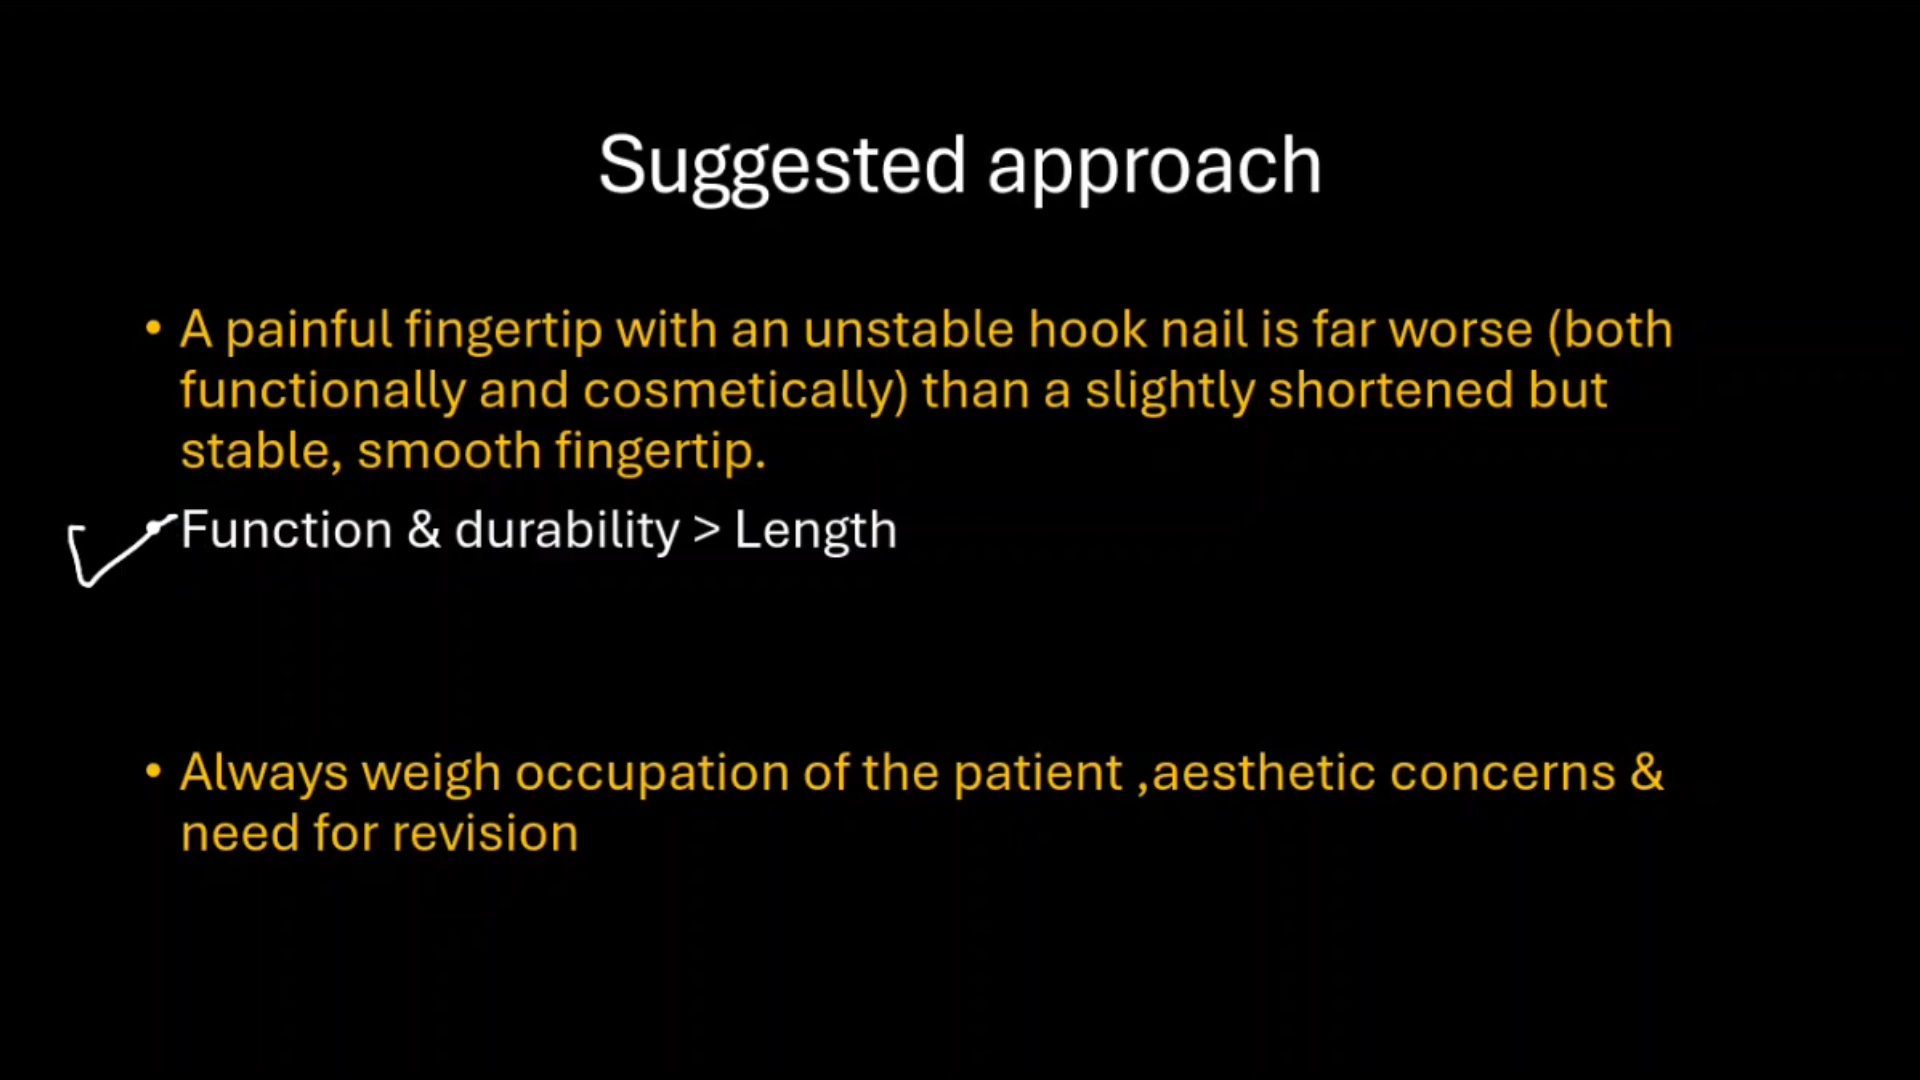 Suggested approach
• A painful fingertip with an unstable hook nail is far worse (both
functionally and cosmetically) than a slightly shortened but
stable, smooth fingertip.
• Function & durability > Length
• Always weigh occupation of the patient ,aesthetic concerns &
need for revision